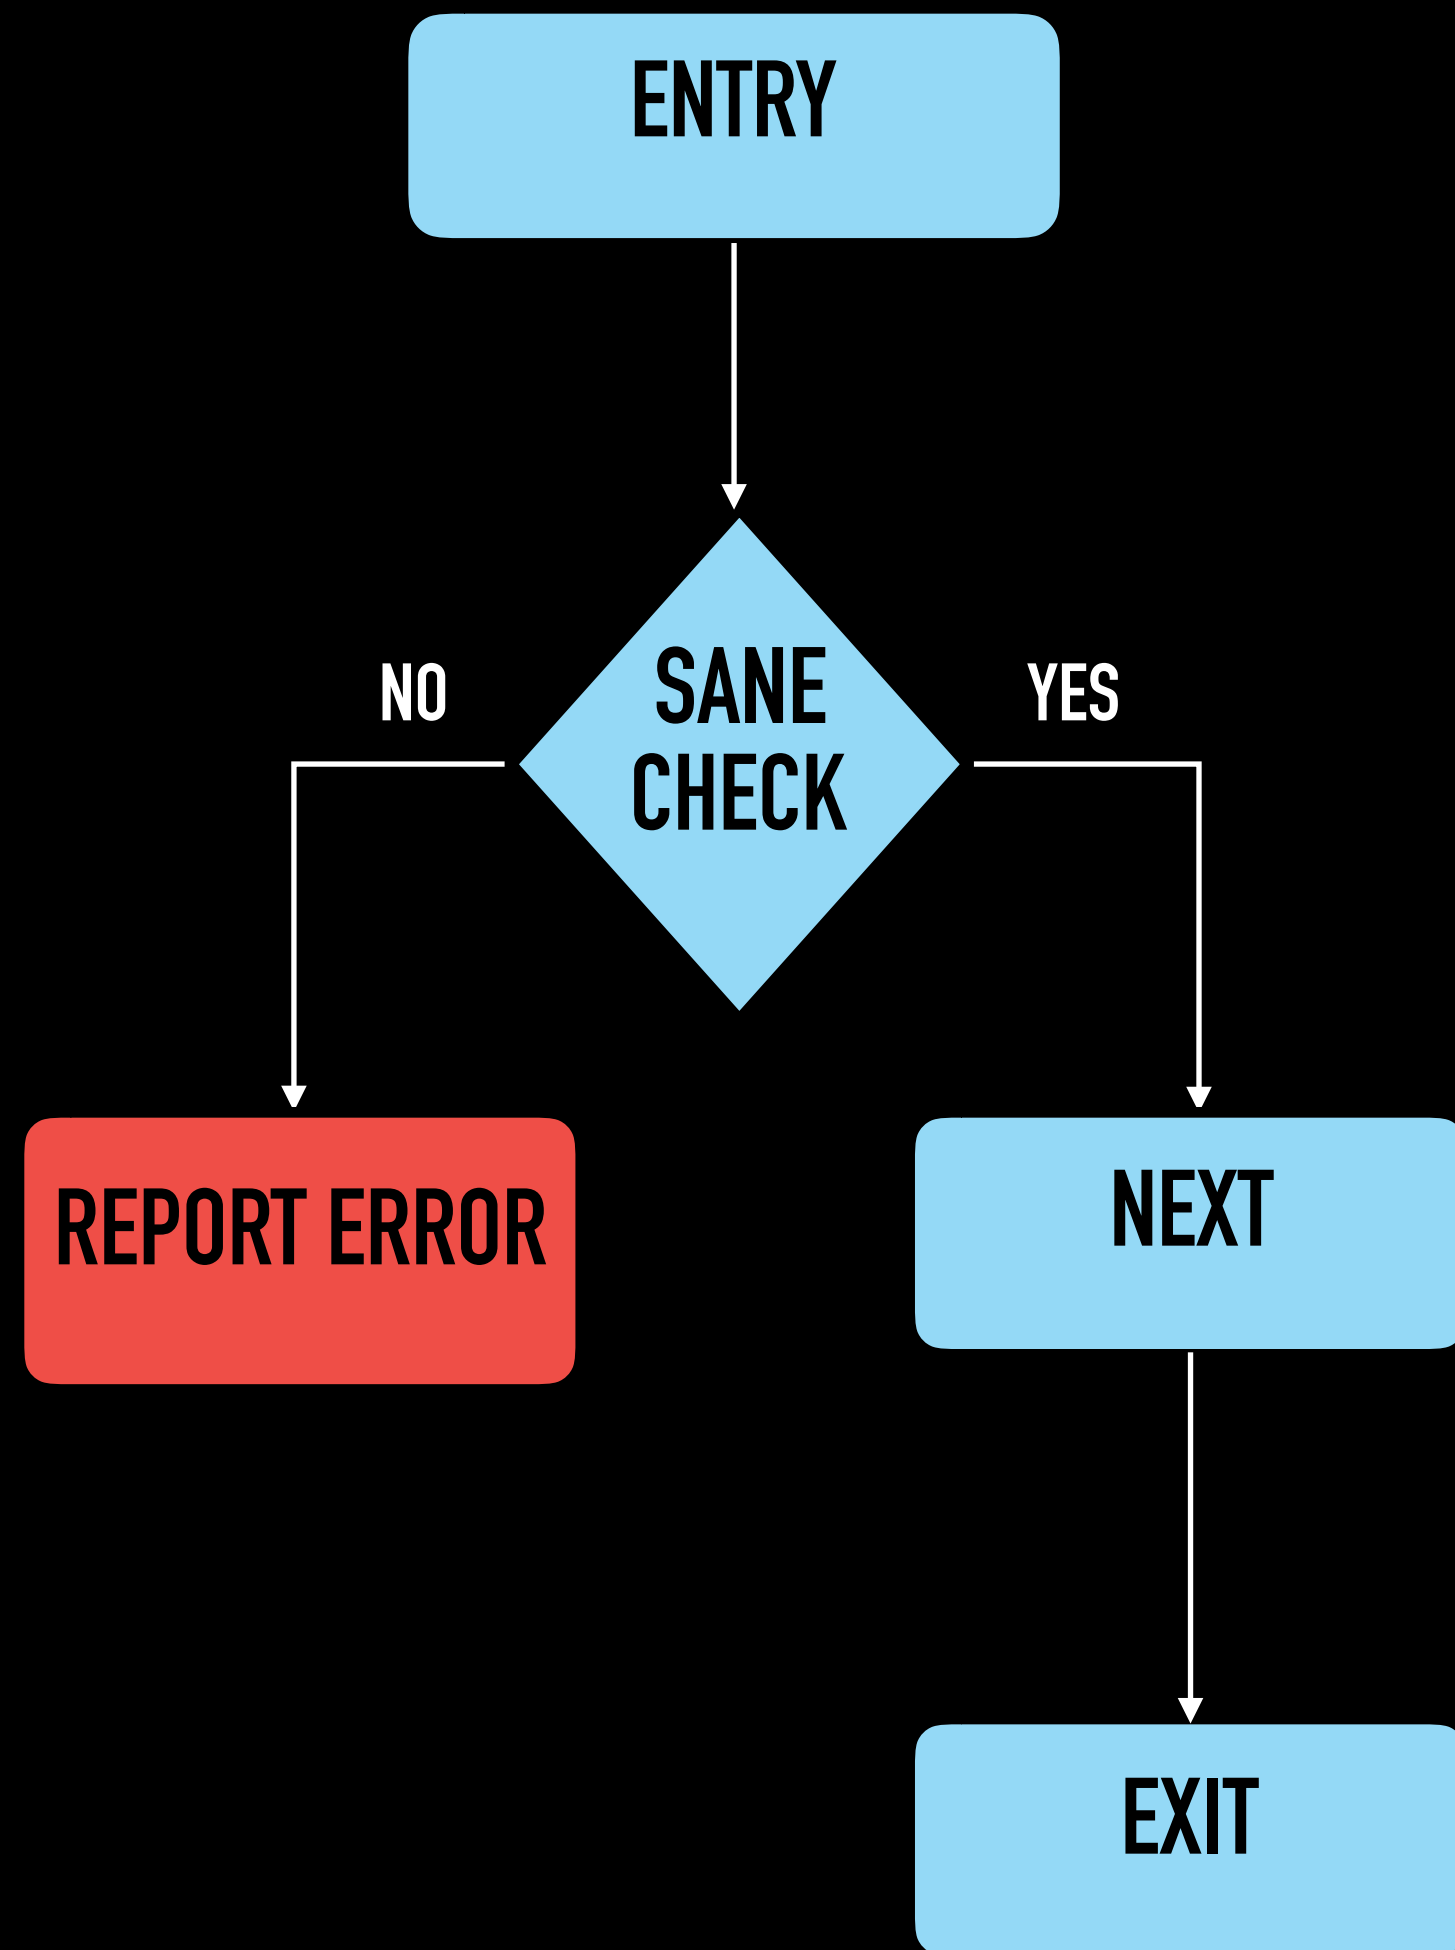 ENTRY
SANE
CHECK
NO
YES
REPORT ERROR
NEXT
EXIT